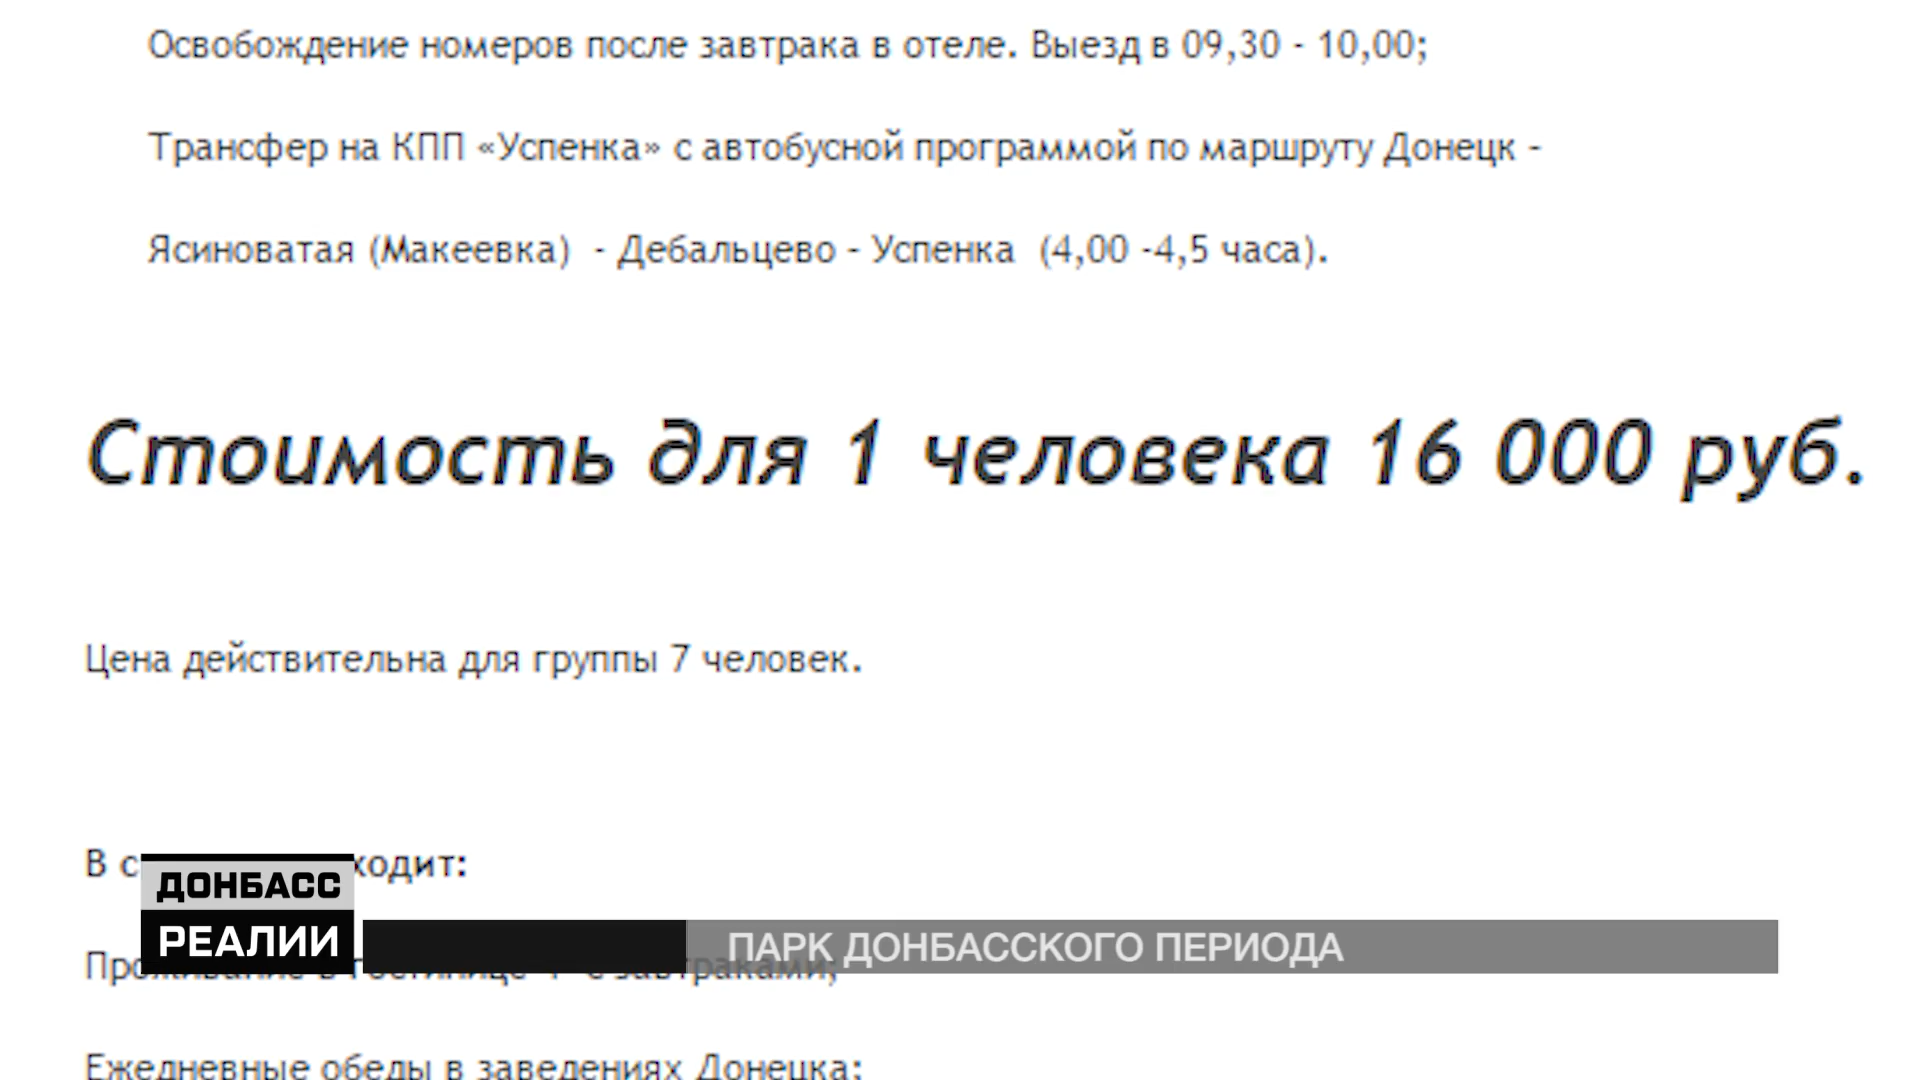 Освобождение номеров после завтрака в отеле. Выезд в 09,30 - 10,00;
Трансфер на КПП «Успенка» с автобусной программой по маршруту Донецк -
Ясиноватая (Макеевка) - Дебальцево - Успенка (4,00 -4,5 часа).
Стоимость для 1 человека 16 000 руб.
Цена действительна для группы 7 человек.
В с ходит:
ДОНБАСС
РЕАЛИИ
ПАРК ДОНБАССКОГО ПЕРИОДА
с завтраками;
Ежедневные обеды в заведениях Донецка;